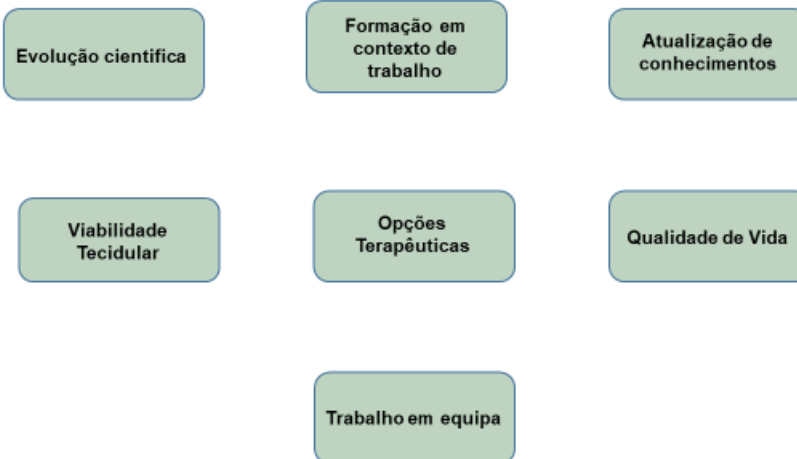 Evolução cientifica
Formação em
contexto de
trabalho
Atualização de
conhecimentos
Viabilidade
Tecidular
Opções
Terapêuticas
Qualidade de Vida
Trabalho em equipa